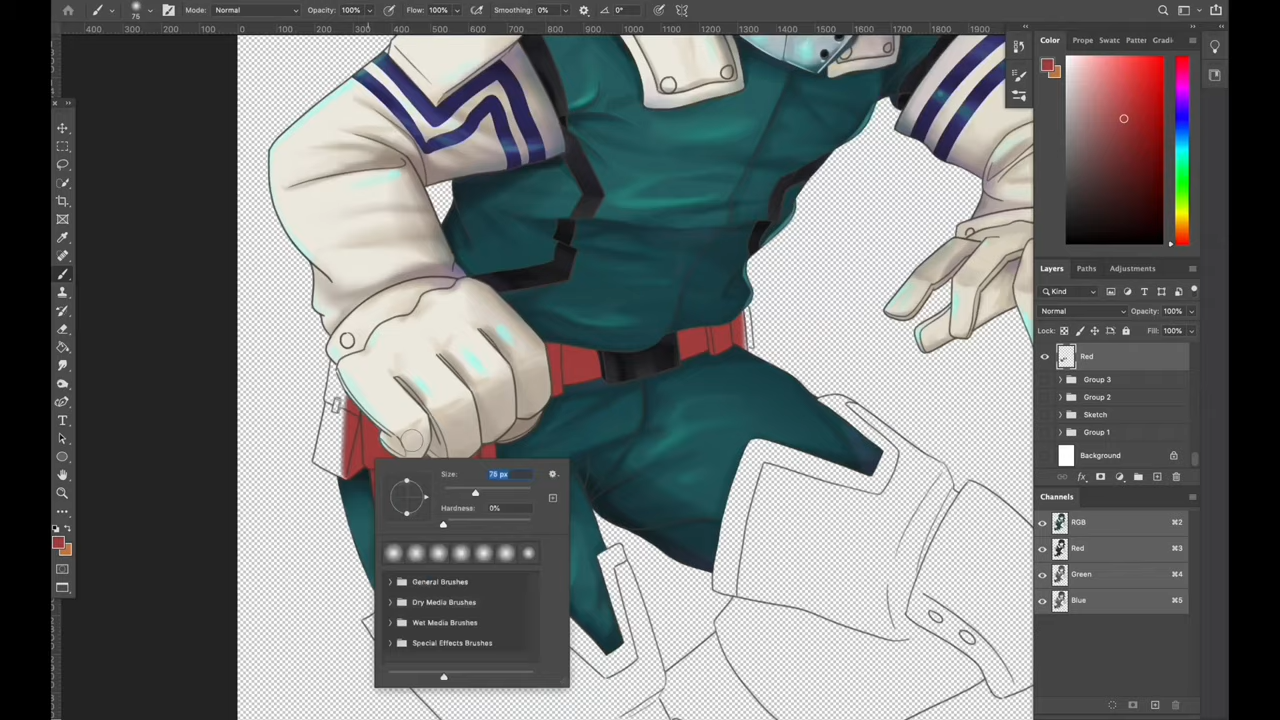 75
Mode: Normal
Opacity: 100%
Flow: 100%
Smoothing: 0%
0°
400 300 200 100 0 100 200 300 400 500 600 700 800 900 1000 1100 1200 1300 1400 1500 1600 1700 1800 1900
Color Prope Swatc Patter Gradi
Layers Paths Adjustments
Kind
Normal Opacity: 100%
Lock: Fill: 100%
Red
Group 3
Group 2
Sketch
Group 1
Background
Channels
RGB ⌘2
Red ⌘3
Green ⌘4
Blue ⌘5
Size: 75 px
Hardness: 0%
General Brushes
Dry Media Brushes
Wet Media Brushes
Special Effects Brushes